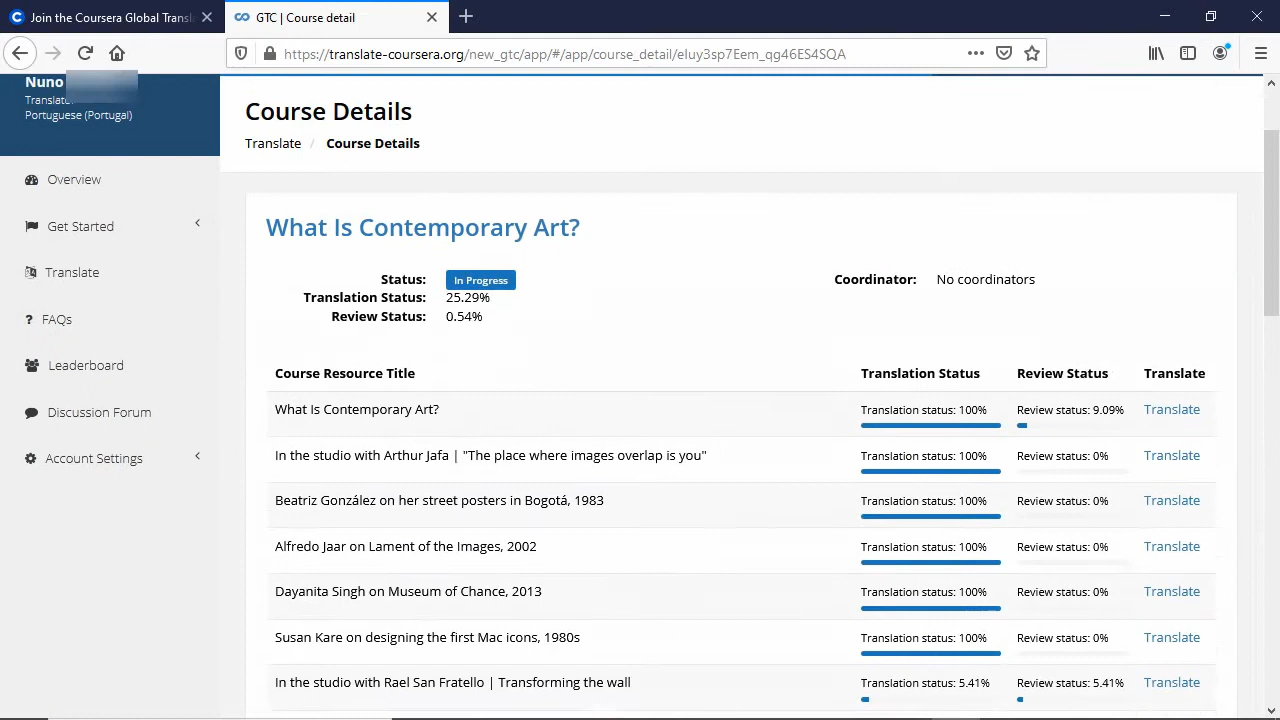 Join the Coursera Global Transl
GTC | Course detail
https://translate-coursera.org/new_gtc/app/#/app/course_detail/eIuy3sp7Eem_qg46ES4SQA
Nuno
Translate:
Portuguese (Portugal)
Overview
Get Started
Translate
FAQs
Leaderboard
Discussion Forum
Account Settings
Course Details
Translate / Course Details
What Is Contemporary Art?
Status: In Progress
Coordinator: No coordinators
Translation Status: 25.29%
Review Status: 0.54%
Course Resource Title Translation Status Review Status Translate
What Is Contemporary Art? Translation status: 100% Review status: 9.09% Translate
In the studio with Arthur Jafa | "The place where images overlap is you" Translation status: 100% Review status: 0% Translate
Beatriz González on her street posters in Bogotá, 1983 Translation status: 100% Review status: 0% Translate
Alfredo Jaar on Lament of the Images, 2002 Translation status: 100% Review status: 0% Translate
Dayanita Singh on Museum of Chance, 2013 Translation status: 100% Review status: 0% Translate
Susan Kare on designing the first Mac icons, 1980s Translation status: 100% Review status: 0% Translate
In the studio with Rael San Fratello | Transforming the wall Translation status: 5.41% Review status: 5.41% Translate